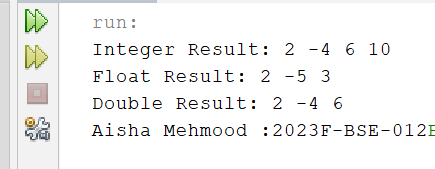 run:
Integer Result: 2 -4 6 10
Float Result: 2 -5 3
Double Result: 2 -4 6
Aisha Mehmood :2023F-BSE-012